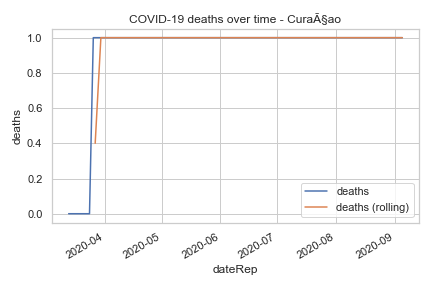 COVID-19 deaths over time - CuraÃ§ao
1.0
0.8
0.6
0.4
0.2
0.0
deaths
deaths
deaths (rolling)
2020-04
2020-05
2020-06
2020-07
2020-08
2020-09
dateRep